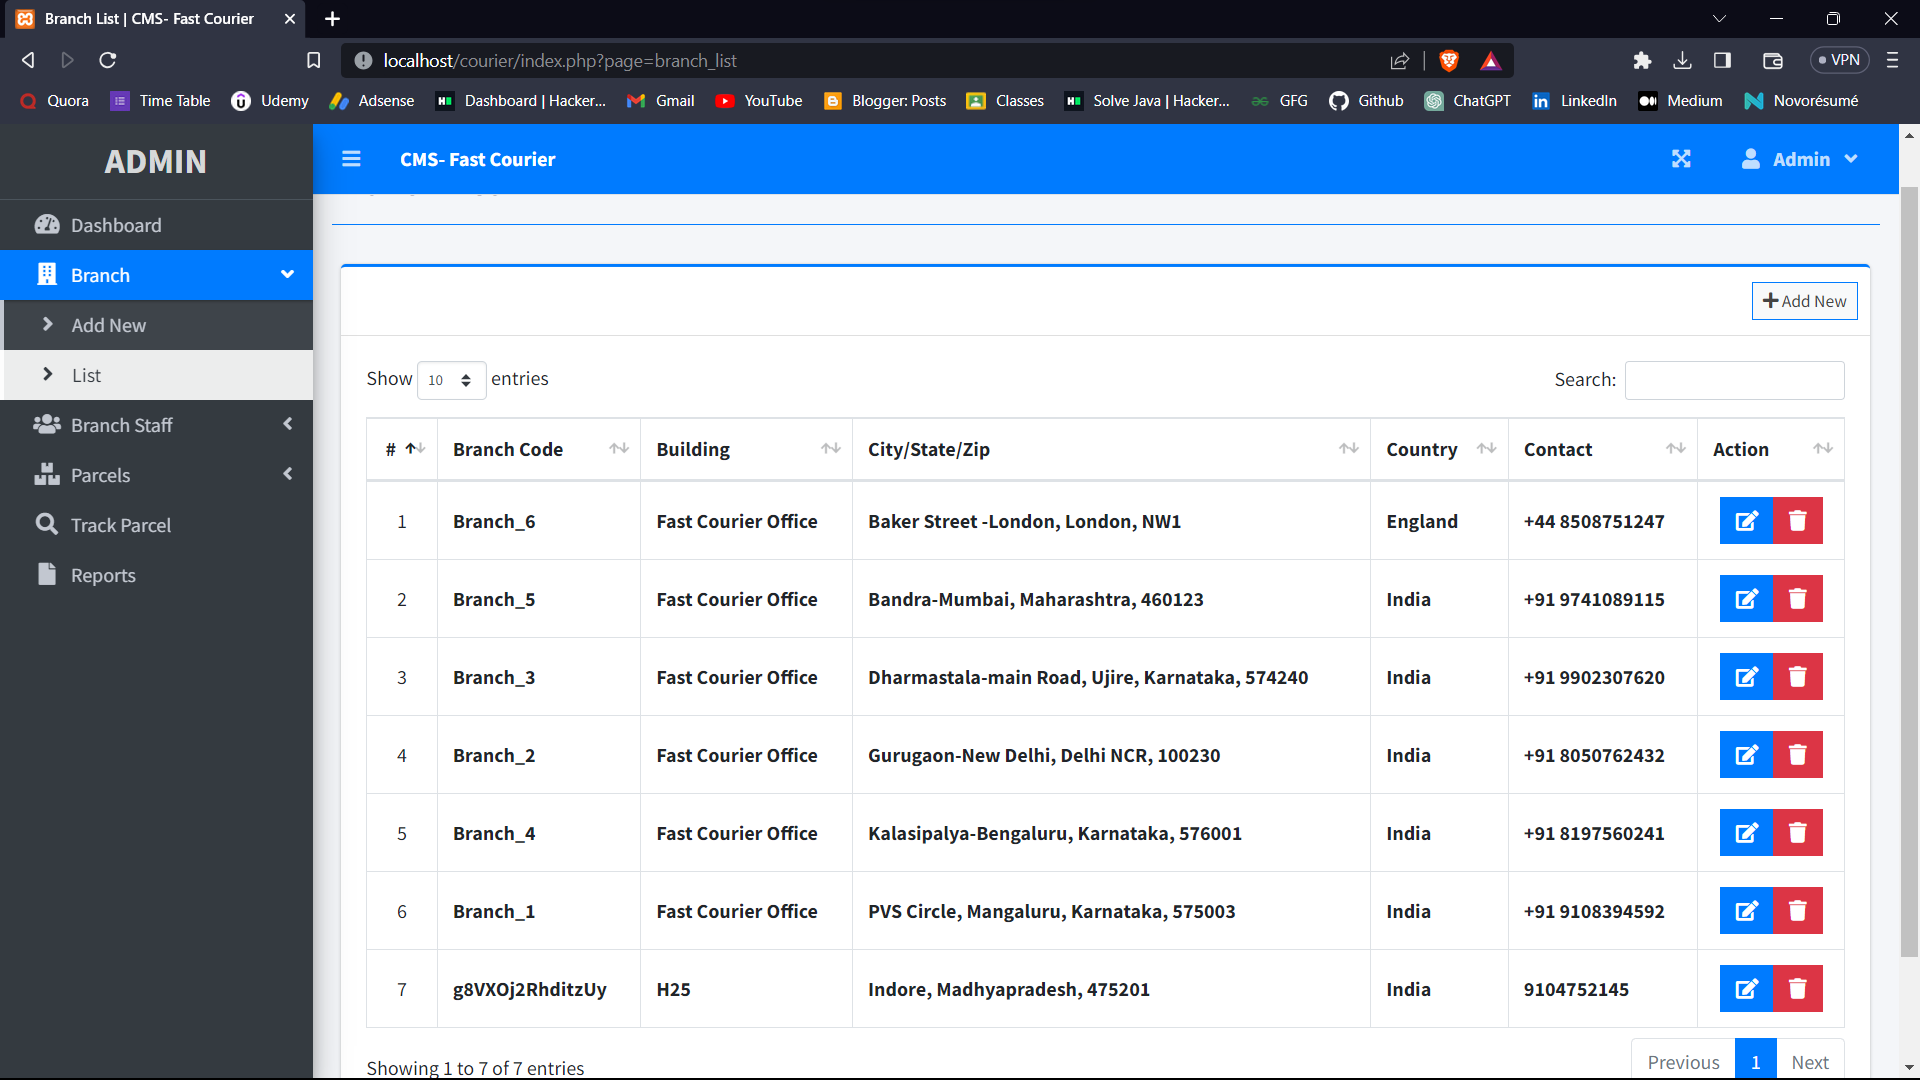 Branch List | CMS- Fast Courier
localhost/courier/index.php?page=branch_list
VPN
Quora Time Table Udemy Adsense Dashboard | Hacker... Gmail YouTube Blogger: Posts Classes Solve Java | Hacker... GFG Github ChatGPT LinkedIn Medium Novorésumé
ADMIN
CMS- Fast Courier
Admin
Dashboard
Branch
Add New
List
Branch Staff
Parcels
Track Parcel
Reports
Add New
Show 10 entries
Search:
# Branch Code Building City/State/Zip Country Contact Action
1 Branch_6 Fast Courier Office Baker Street -London, London, NW1 England +44 8508751247
2 Branch_5 Fast Courier Office Bandra-Mumbai, Maharashtra, 460123 India +91 9741089115
3 Branch_3 Fast Courier Office Dharmastala-main Road, Ujire, Karnataka, 574240 India +91 9902307620
4 Branch_2 Fast Courier Office Gurugaon-New Delhi, Delhi NCR, 100230 India +91 8050762432
5 Branch_4 Fast Courier Office Kalasipalya-Bengaluru, Karnataka, 576001 India +91 8197560241
6 Branch_1 Fast Courier Office PVS Circle, Mangaluru, Karnataka, 575003 India +91 9108394592
7 g8VXOj2RhditzUy H25 Indore, Madhyapradesh, 475201 India 9104752145
Showing 1 to 7 of 7 entries
Previous 1 Next